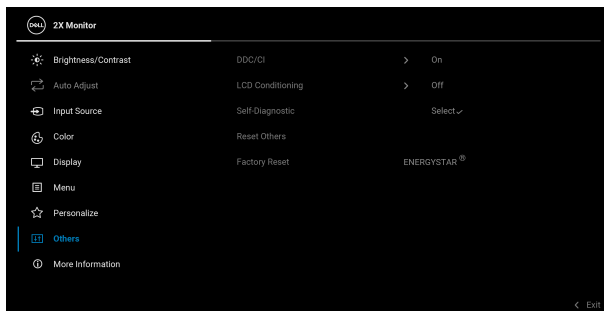 DELL 2X Monitor
Brightness/Contrast DDC/CI On
Auto Adjust LCD Conditioning Off
Input Source Self-Diagnostic Select
Color Reset Others
Display Factory Reset ENERGYSTAR ®
Menu
Personalize
Others
More Information
Exit